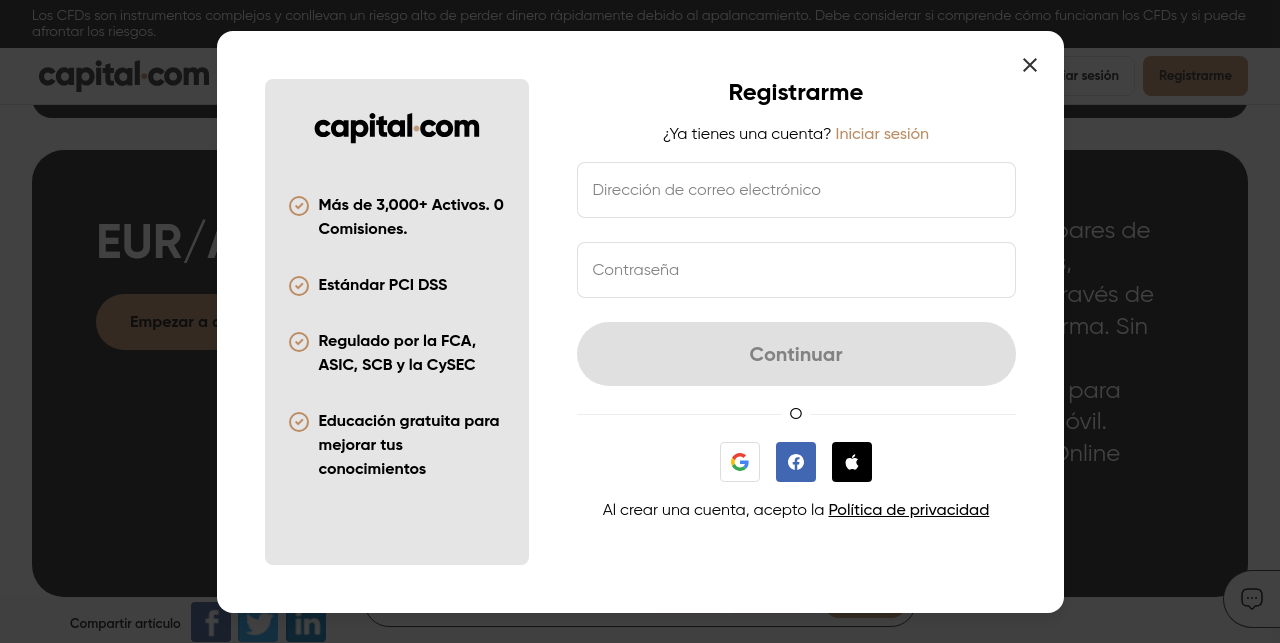 Los CFDs son instrumentos complejos y conllevan un riesgo alto de perder dinero rápidamente debido al apalancamiento. Debe considerar si comprende cómo funcionan los CFDs y si puede
afrontar los riesgos.
capital.com
iar sesión
Registrarme
EUR/A
Empezar a
pares de
través de
rma. Sin
para
óvil.
Online
capital.com
Más de 3,000+ Activos. 0
Comisiones.
Estándar PCI DSS
Regulado por la FCA,
ASIC, SCB y la CySEC
Educación gratuita para
mejorar tus
conocimientos
Registrarme
¿Ya tienes una cuenta? Iniciar sesión
Dirección de correo electrónico
Contraseña
Continuar
O
Al crear una cuenta, acepto la Política de privacidad
Compartir artículo